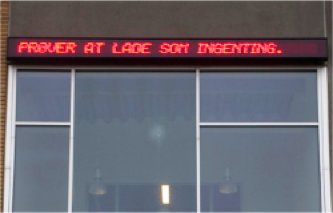 PRØVER AT LADE SOM INGENTING.